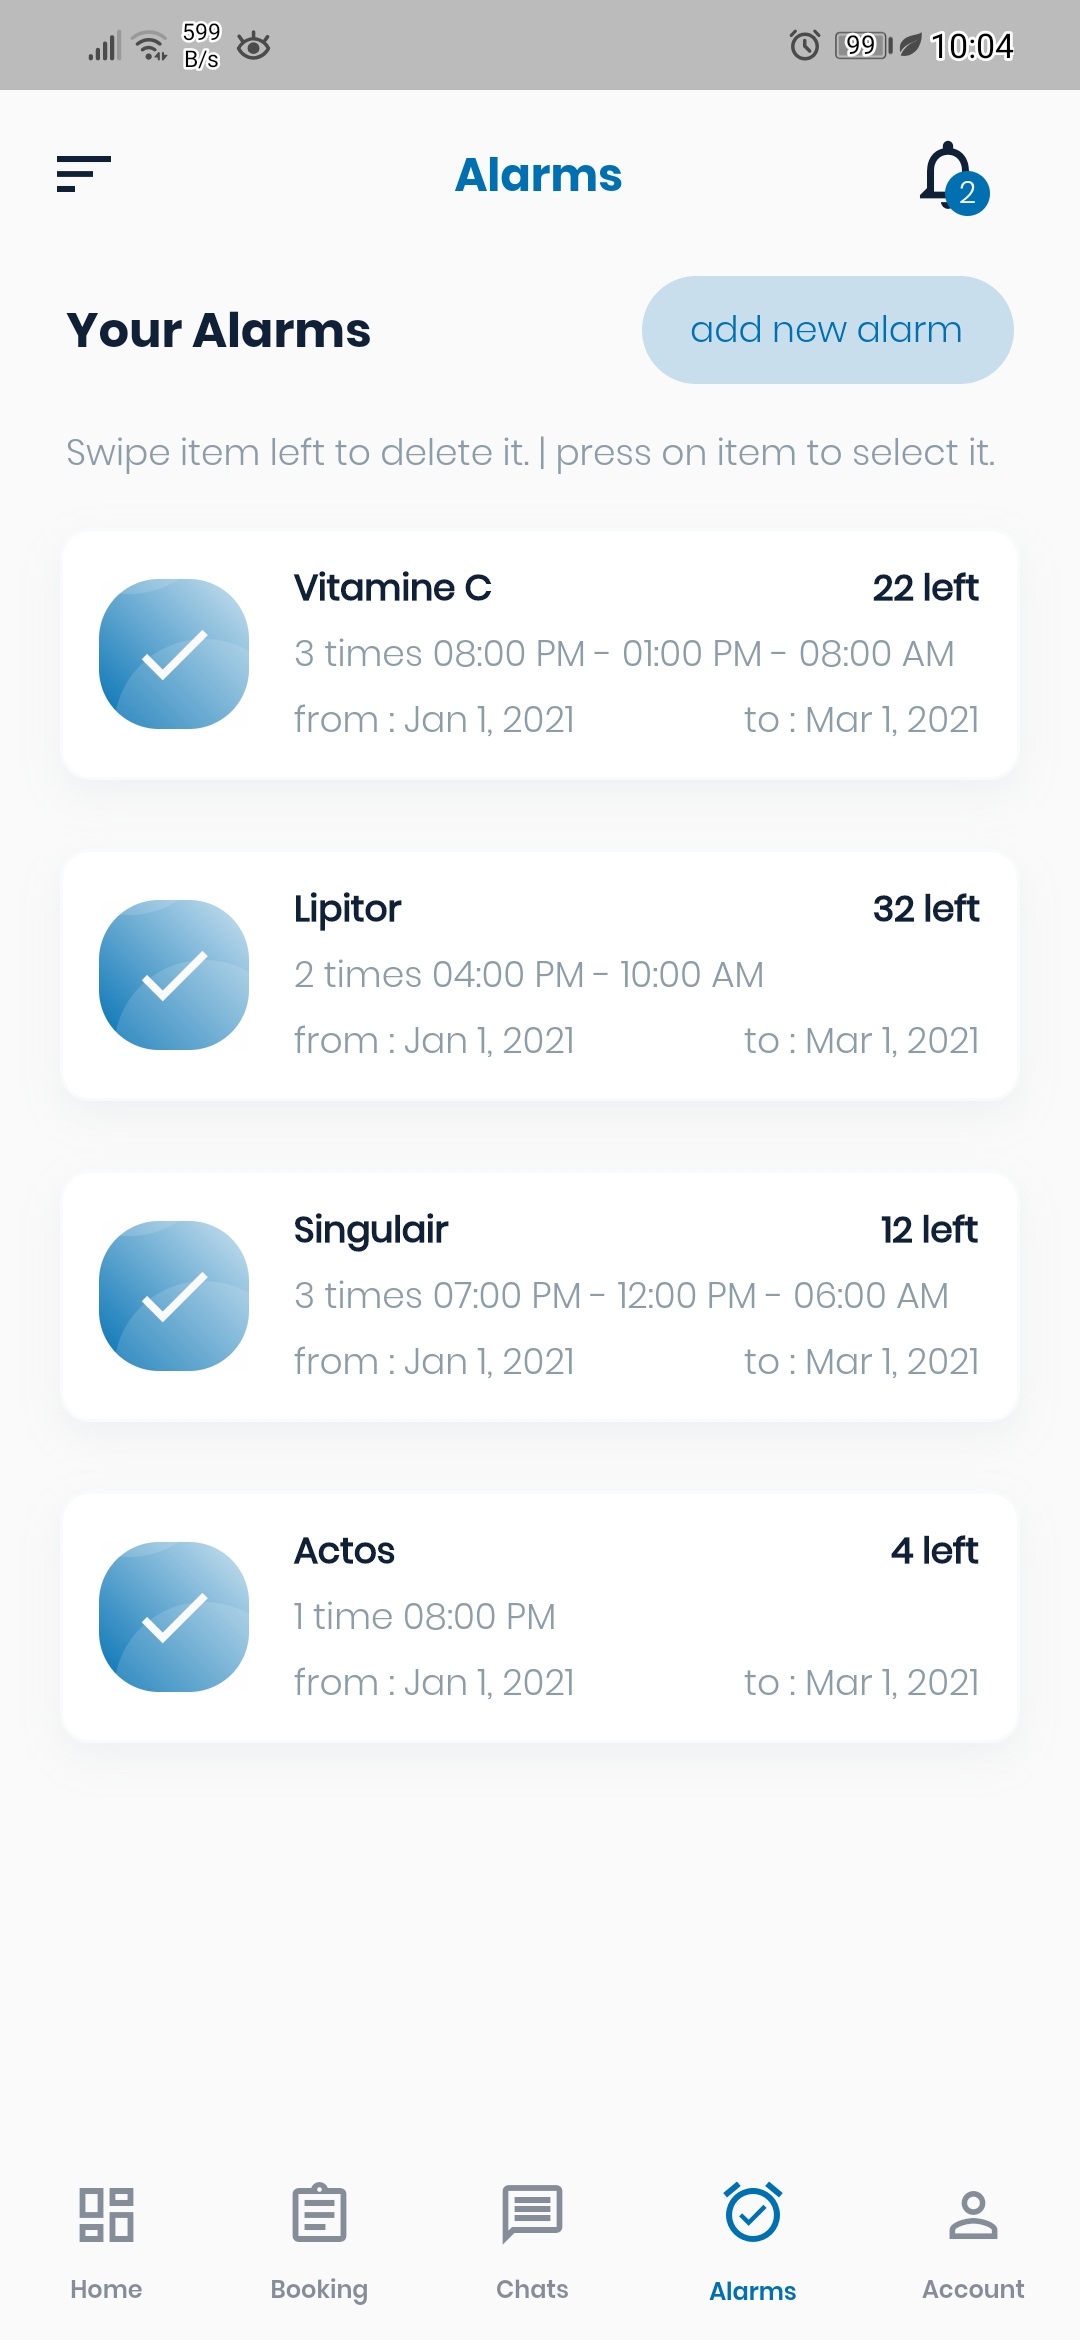 599 B/s 99 10:04
Alarms 2
Your Alarms add new alarm
Swipe item left to delete it. | press on item to select it.
Vitamine C 22 left
3 times 08:00 PM - 01:00 PM - 08:00 AM
from : Jan 1, 2021 to : Mar 1, 2021
Lipitor 32 left
2 times 04:00 PM - 10:00 AM
from : Jan 1, 2021 to : Mar 1, 2021
Singulair 12 left
3 times 07:00 PM - 12:00 PM - 06:00 AM
from : Jan 1, 2021 to : Mar 1, 2021
Actos 4 left
1 time 08:00 PM
from : Jan 1, 2021 to : Mar 1, 2021
Home Booking Chats Alarms Account